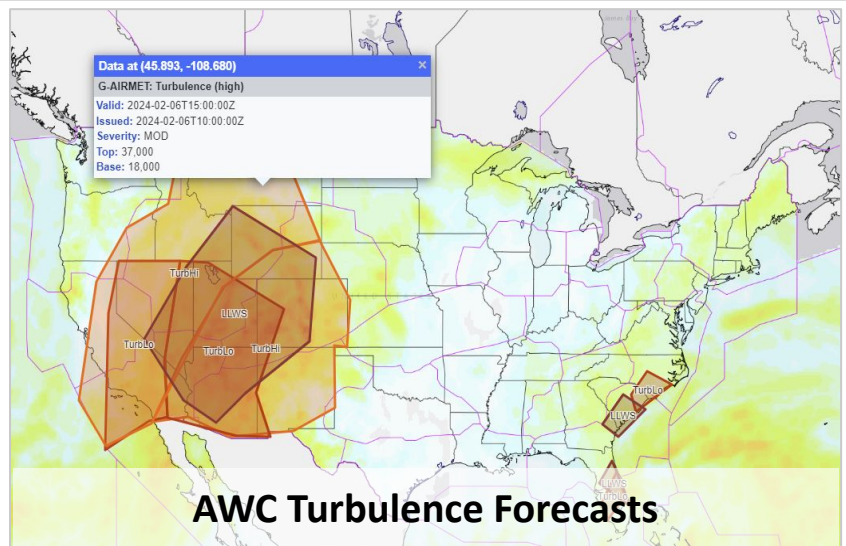 Data at (45.893, -108.680) ×
G-AIRMET: Turbulence (high)
Valid: 2024-02-06T15:00:00Z
Issued: 2024-02-06T10:00:00Z
Severity: MOD
Top: 37,000
Base: 18,000
TurbHi
LLWS
TurbLo
TurbLo
TurbHi
TurbLo
LLWS
LLWS
TurbLo
AWC Turbulence Forecasts